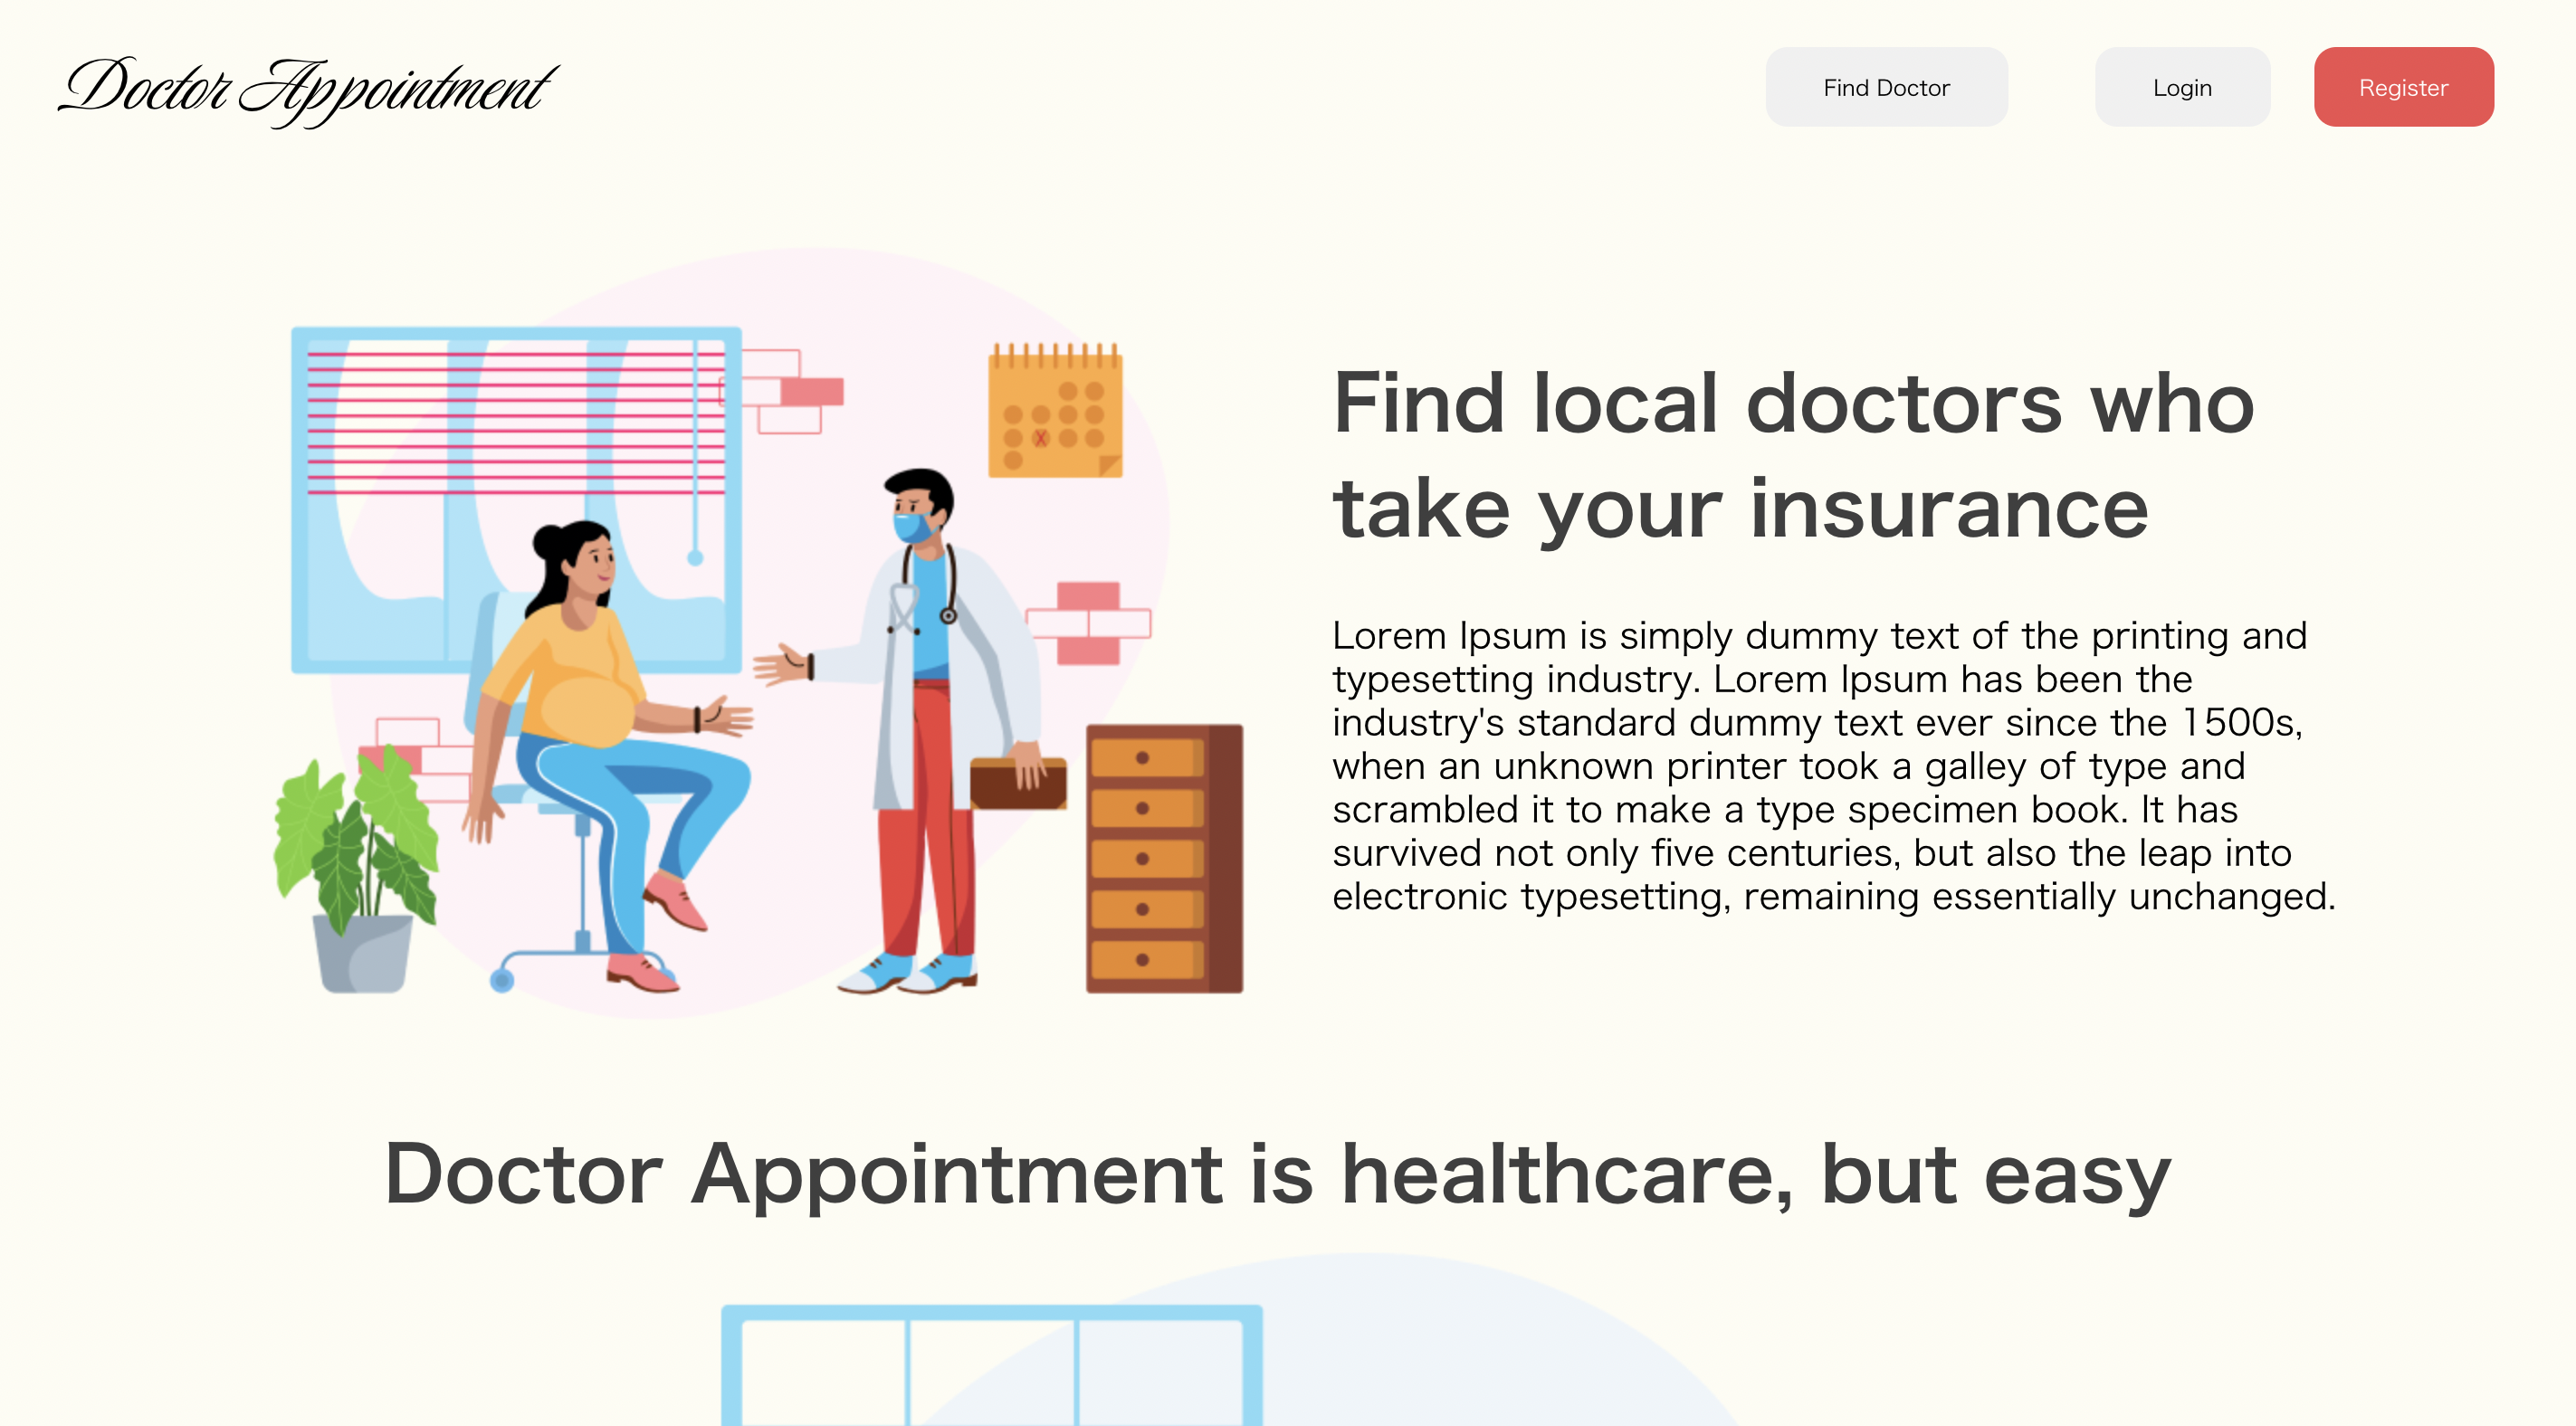 Doctor Appointment
Find Doctor
Login
Register
Find local doctors who
take your insurance
Lorem Ipsum is simply dummy text of the printing and
typesetting industry. Lorem Ipsum has been the
industry's standard dummy text ever since the 1500s,
when an unknown printer took a galley of type and
scrambled it to make a type specimen book. It has
survived not only five centuries, but also the leap into
electronic typesetting, remaining essentially unchanged.
Doctor Appointment is healthcare, but easy